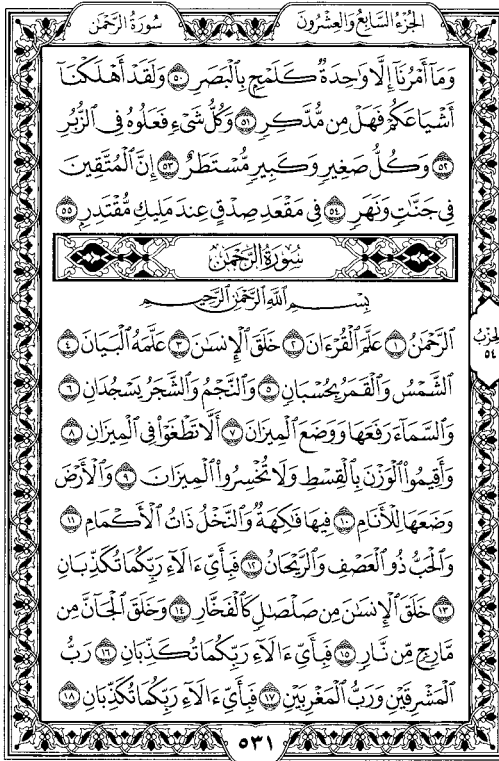 سُورَةُ الرَّحْمَٰن
الجُزْءُ السَّابِعُ وَالعِشْرُونَ
وَمَآ أَمْرُنَآ إِلَّا وَٰحِدَةٌ كَلَمْحٍۭ بِٱلْبَصَرِ ٥٠ وَلَقَدْ أَهْلَكْنَآ
أَشْيَاعَكُمْ فَهَلْ مِن مُّدَّكِرٍ ٥١ وَكُلُّ شَىْءٍ فَعَلُوهُ فِى ٱلزُّبُرِ
٥٢ وَكُلُّ صَغِيرٍ وَكَبِيرٍ مُّسْتَطَرٌ ٥٣ إِنَّ ٱلْمُتَّقِينَ
فِى جَنَّٰتٍ وَنَهَرٍ ٥٤ فِى مَقْعَدِ صِدْقٍ عِندَ مَلِيكٍ مُّقْتَدِرٍۭ ٥٥
سُورَةُ الرَّحْمَٰن
بِسْمِ ٱللَّهِ ٱلرَّحْمَٰنِ ٱلرَّحِيمِ
ٱلرَّحْمَٰنُ ١ عَلَّمَ ٱلْقُرْءَانَ ٢ خَلَقَ ٱلْإِنسَٰنَ ٣ عَلَّمَهُ ٱلْبَيَانَ ٤
ٱلشَّمْسُ وَٱلْقَمَرُ بِحُسْبَانٍ ٥ وَٱلنَّجْمُ وَٱلشَّجَرُ يَسْجُدَانِ ٦
وَٱلسَّمَآءَ رَفَعَهَا وَوَضَعَ ٱلْمِيزَانَ ٧ أَلَّا تَطْغَوْا۟ فِى ٱلْمِيزَانِ ٨
وَأَقِيمُوا۟ ٱلْوَزْنَ بِٱلْقِسْطِ وَلَا تُخْسِرُوا۟ ٱلْمِيزَانَ ٩ وَٱلْأَرْضَ
وَضَعَهَا لِلْأَنَامِ ١٠ فِيهَا فَٰكِهَةٌ وَٱلنَّخْلُ ذَاتُ ٱلْأَكْمَامِ ١١
وَٱلْحَبُّ ذُو ٱلْعَصْفِ وَٱلرَّيْحَانُ ١٢ فَبِأَىِّ ءَالَآءِ رَبِّكُمَا تُكَذِّبَانِ
١٣ خَلَقَ ٱلْإِنسَٰنَ مِن صَلْصَٰلٍ كَٱلْفَخَّارِ ١٤ وَخَلَقَ ٱلْجَآنَّ مِن
مَّارِجٍ مِّن نَّارٍ ١٥ فَبِأَىِّ ءَالَآءِ رَبِّكُمَا تُكَذِّبَانِ ١٦ رَبُّ
ٱلْمَشْرِقَيْنِ وَرَبُّ ٱلْمَغْرِبَيْنِ ١٧ فَبِأَىِّ ءَالَآءِ رَبِّكُمَا تُكَذِّبَانِ ١٨
الحِزْبُ
٥٤
٥٣١